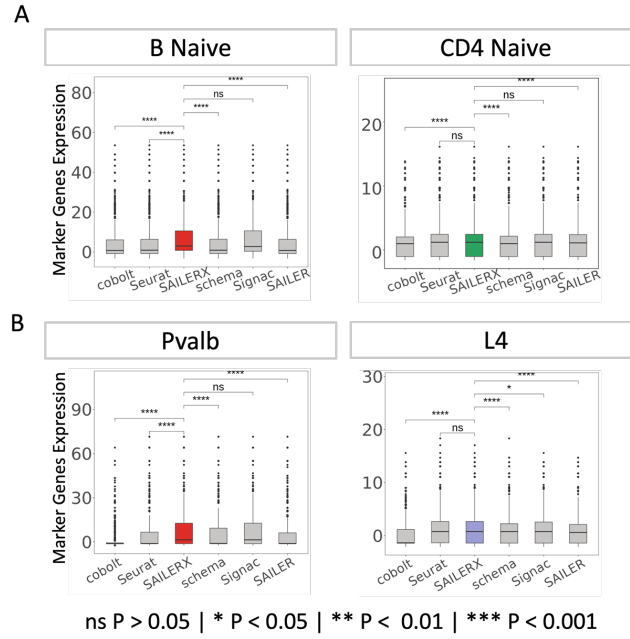 A
B Naive
CD4 Naive
Marker Genes Expression
80
60
40
20
0
****
ns
****
****
****
cobolt
Seurat
SAILERX
schema
Signac
SAILER
20
10
0
****
ns
****
****
ns
cobolt
Seurat
SAILERX
schema
Signac
SAILER
B
Pvalb
L4
Marker Genes Expression
90
60
30
0
****
ns
****
****
****
cobolt
Seurat
SAILERX
schema
Signac
SAILER
30
20
10
0
****
*
****
****
ns
cobolt
Seurat
SAILERX
schema
Signac
SAILER
ns P > 0.05 | * P < 0.05 | ** P < 0.01 | *** P < 0.001